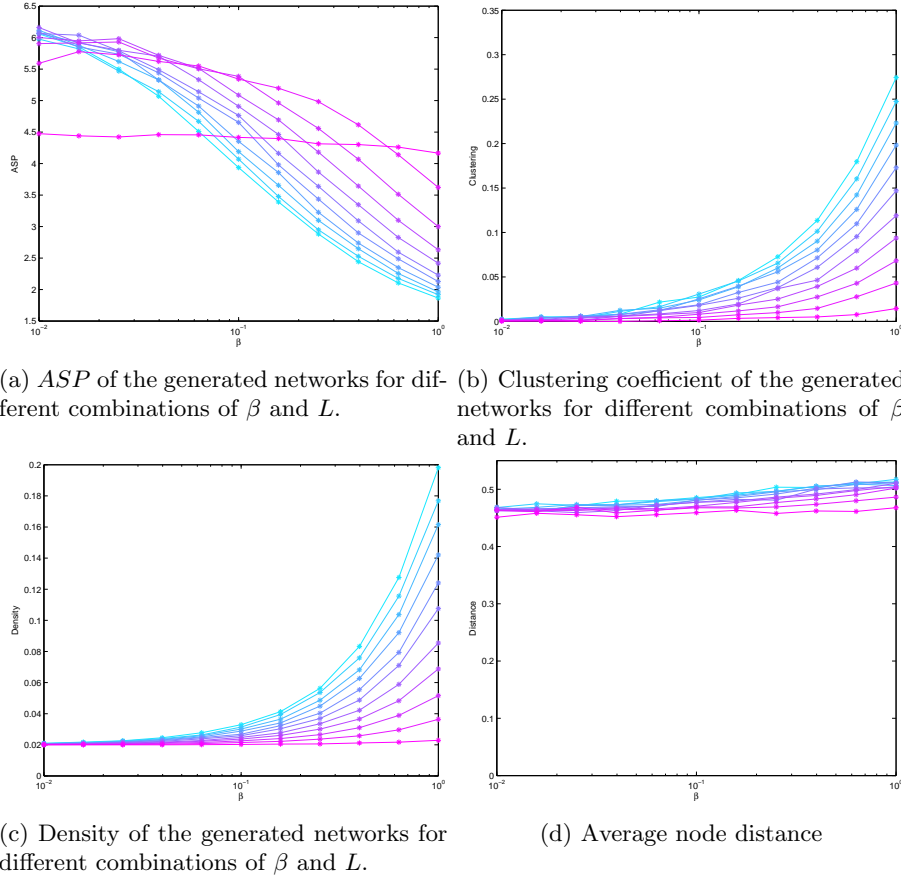 6.5
6
5.5
5
4.5
4
3.5
3
2.5
2
1.5
ASP
10⁻² 10⁻¹ 10⁰
β
0.35
0.3
0.25
0.2
0.15
0.1
0.05
0
Clustering
10⁻² 10⁻¹ 10⁰
β
(a) ASP of the generated networks for dif-
ferent combinations of β and L.
(b) Clustering coefficient of the generated
networks for different combinations of β
and L.
0.2
0.18
0.16
0.14
0.12
0.1
0.08
0.06
0.04
0.02
0
Density
10⁻² 10⁻¹ 10⁰
β
0.5
0.4
0.3
0.2
0.1
0
Distance
10⁻² 10⁻¹ 10⁰
β
(c) Density of the generated networks for
different combinations of β and L.
(d) Average node distance